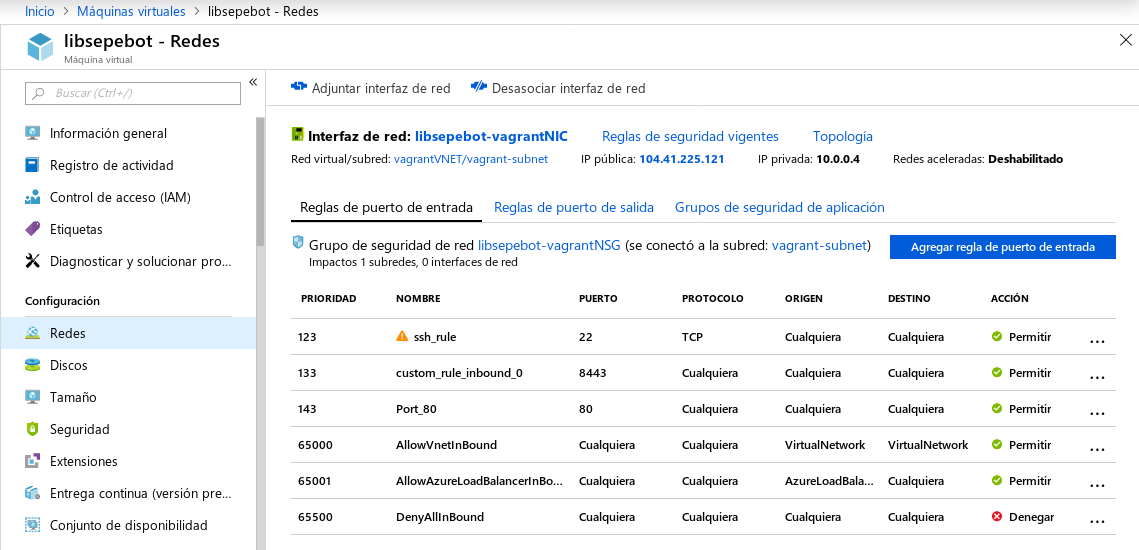 Inicio > Máquinas virtuales > libsepebot - Redes
libsepebot - Redes
Máquina virtual
Buscar (Ctrl+/)
Información general
Registro de actividad
Control de acceso (IAM)
Etiquetas
Diagnosticar y solucionar pro...
Configuración
Redes
Discos
Tamaño
Seguridad
Extensiones
Entrega continua (versión pre...
Conjunto de disponibilidad
Adjuntar interfaz de red Desasociar interfaz de red
Interfaz de red: libsepebot-vagrantNIC Reglas de seguridad vigentes Topología
Red virtual/subred: vagrantVNET/vagrant-subnet IP pública: 104.41.225.121 IP privada: 10.0.0.4 Redes aceleradas: Deshabilitado
Reglas de puerto de entrada Reglas de puerto de salida Grupos de seguridad de aplicación
Grupo de seguridad de red libsepebot-vagrantNSG (se conectó a la subred: vagrant-subnet) Agregar regla de puerto de entrada
Impactos 1 subredes, 0 interfaces de red
PRIORIDAD NOMBRE PUERTO PROTOCOLO ORIGEN DESTINO ACCIÓN
123 ssh_rule 22 TCP Cualquiera Cualquiera Permitir ...
133 custom_rule_inbound_0 8443 Cualquiera Cualquiera Cualquiera Permitir ...
143 Port_80 80 Cualquiera Cualquiera Cualquiera Permitir ...
65000 AllowVnetInBound Cualquiera Cualquiera VirtualNetwork VirtualNetwork Permitir ...
65001 AllowAzureLoadBalancerInBo... Cualquiera Cualquiera AzureLoadBala... Cualquiera Permitir ...
65500 DenyAllInBound Cualquiera Cualquiera Cualquiera Cualquiera Denegar ...